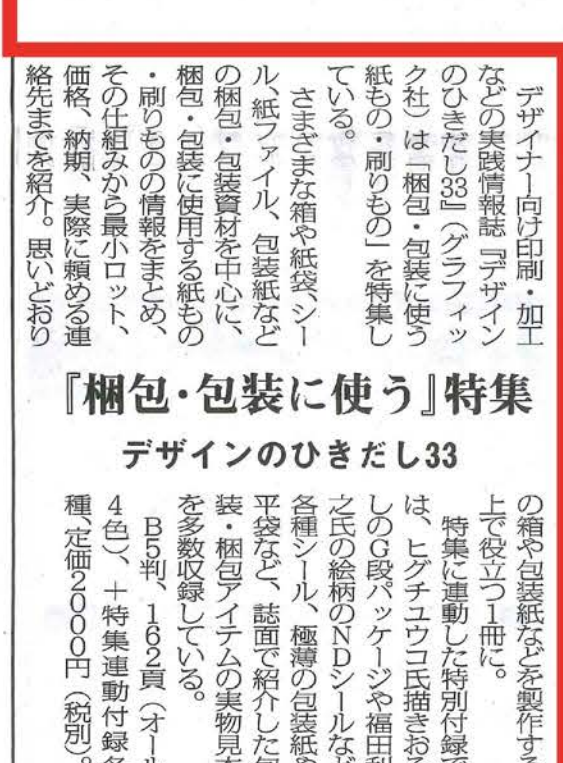 『梱包・包装に使う』特集
デザインのひきだし33
デザイナー向け印刷・加工
などの実践情報誌『デザイン
のひきだし33』（グラフィッ
ク社）は「梱包・包装に使う
紙もの　刷りもの」を特集し
ている。
さまざまな箱や紙袋、シー
ル、紙ファイル、包装紙など
の梱包・包装資材を中心に、
梱包・包装に使用する紙もの
・刷りものの情報をまとめ、
その仕組みから最小ロット、
価格、納期、実際に頼める連
絡先までを紹介。思いどおり
の箱や包装紙などを製作する
上で役立つ1冊に。
特集に連動した特別付録で
は、ヒグチユウコ氏描きおろ
しのG段パッケージや福田利
之氏の絵柄のNDシールなど
各種シール、極薄の包装紙や
平袋など、誌面で紹介した包
装・梱包アイテムの実物見本
を多数収録している。
B5判、162頁（オール
4色）、＋特集連動付録各
種、定価2000円（税別）。